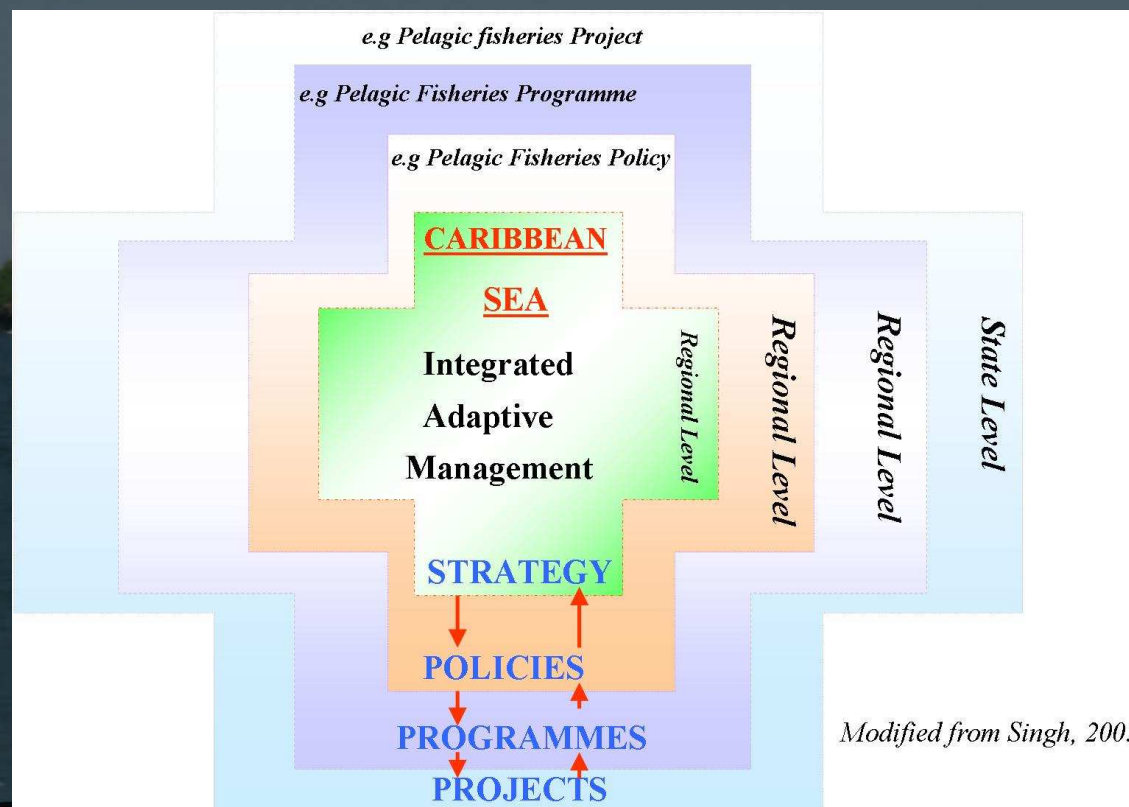 e.g Pelagic fisheries Project
e.g Pelagic Fisheries Programme
e.g Pelagic Fisheries Policy
CARIBBEAN
SEA
Integrated
Adaptive
Management
Regional Level
Regional Level
Regional Level
State Level
STRATEGY
POLICIES
PROGRAMMES
PROJECTS
Modified from Singh,